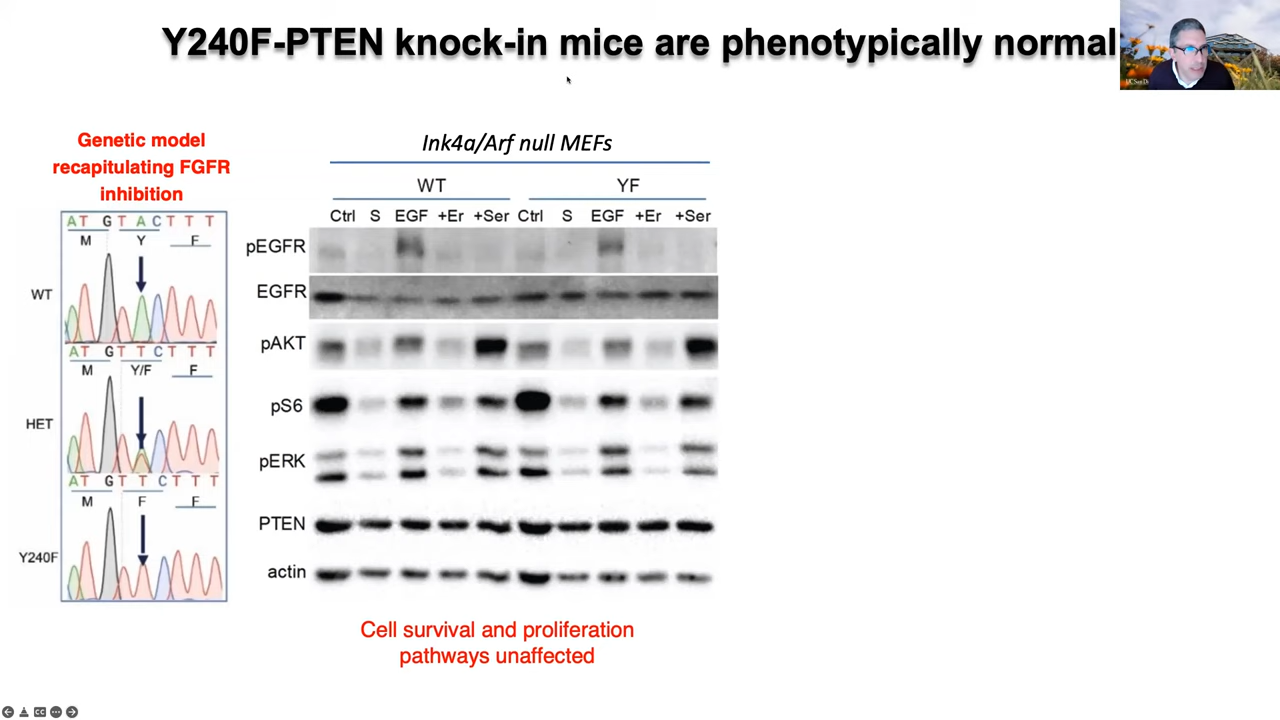 Y240F-PTEN knock-in mice are phenotypically normal
Genetic model
recapitulating FGFR
inhibition
A T G T A C T T T
M Y F
WT
A T G T T C T T T
M Y/F F
HET
A T G T T C T T T
M F F
Y240F
Ink4a/Arf null MEFs
WT YF
Ctrl S EGF +Er +Ser Ctrl S EGF +Er +Ser
pEGFR
EGFR
pAKT
pS6
pERK
PTEN
actin
Cell survival and proliferation
pathways unaffected